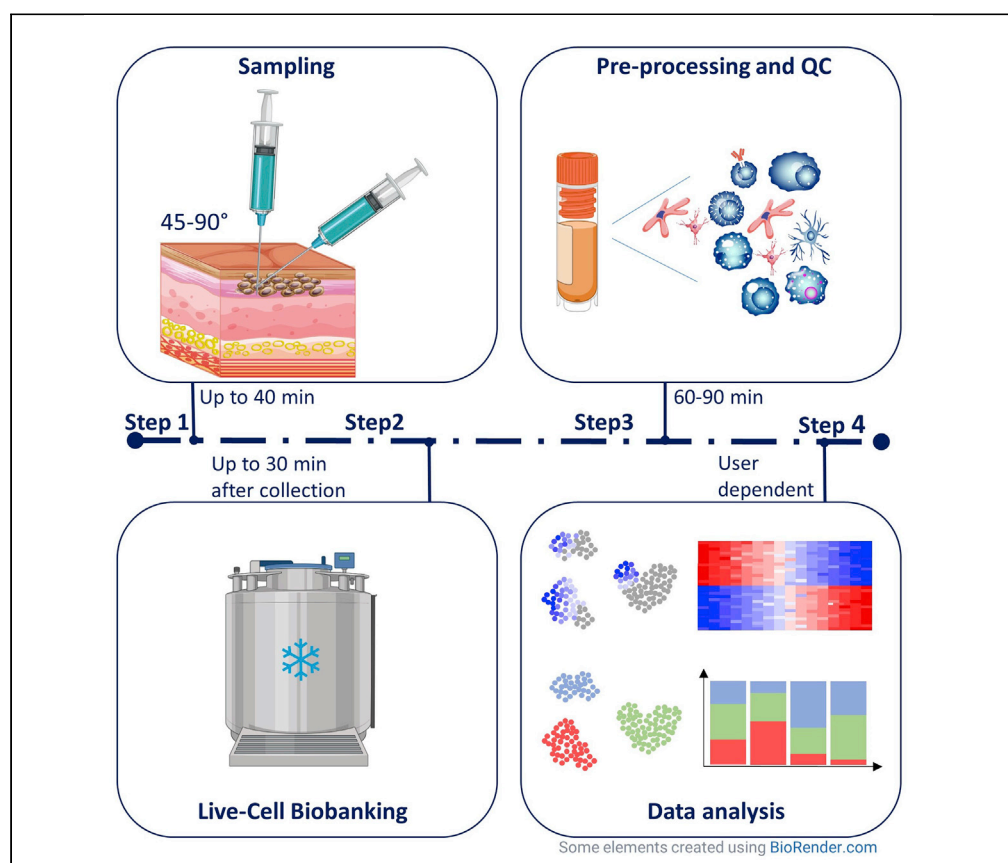 Sampling
45-90°
Pre-processing and QC
Up to 40 min
60-90 min
Step 1
Step2
Step3
Step 4
Up to 30 min
after collection
User
dependent
Live-Cell Biobanking
Data analysis
Some elements created using BioRender.com